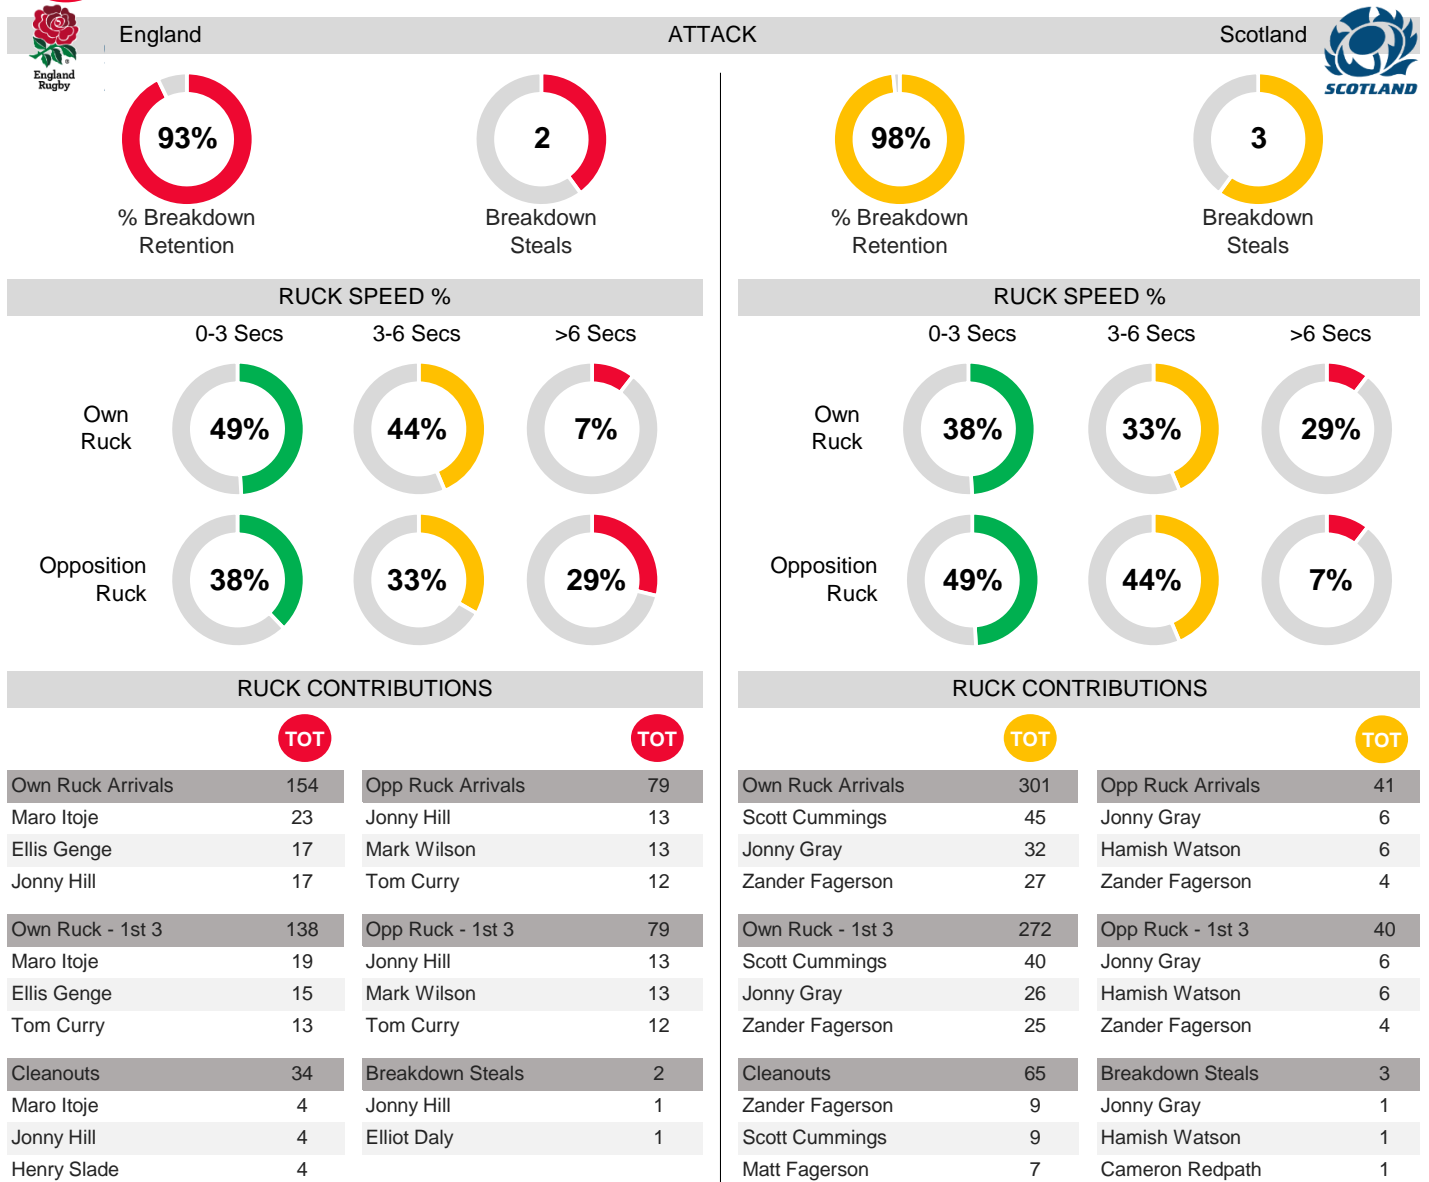 England ATTACK Scotland
England
Rugby
SCOTLAND
93% 2 98% 3
% Breakdown
Retention
Breakdown
Steals
% Breakdown
Retention
Breakdown
Steals
RUCK SPEED %
0-3 Secs 3-6 Secs >6 Secs
Own
Ruck
49% 44% 7%
Opposition
Ruck
38% 33% 29%
RUCK SPEED %
0-3 Secs 3-6 Secs >6 Secs
Own
Ruck
38% 33% 29%
Opposition
Ruck
49% 44% 7%
RUCK CONTRIBUTIONS
TOT TOT
Own Ruck Arrivals 154 Opp Ruck Arrivals 79
Maro Itoje 23 Jonny Hill 13
Ellis Genge 17 Mark Wilson 13
Jonny Hill 17 Tom Curry 12
Own Ruck - 1st 3 138 Opp Ruck - 1st 3 79
Maro Itoje 19 Jonny Hill 13
Ellis Genge 15 Mark Wilson 13
Tom Curry 13 Tom Curry 12
Cleanouts 34 Breakdown Steals 2
Maro Itoje 4 Jonny Hill 1
Jonny Hill 4 Elliot Daly 1
Henry Slade 4
RUCK CONTRIBUTIONS
TOT TOT
Own Ruck Arrivals 301 Opp Ruck Arrivals 41
Scott Cummings 45 Jonny Gray 6
Jonny Gray 32 Hamish Watson 6
Zander Fagerson 27 Zander Fagerson 4
Own Ruck - 1st 3 272 Opp Ruck - 1st 3 40
Scott Cummings 40 Jonny Gray 6
Jonny Gray 26 Hamish Watson 6
Zander Fagerson 25 Zander Fagerson 4
Cleanouts 65 Breakdown Steals 3
Zander Fagerson 9 Jonny Gray 1
Scott Cummings 9 Hamish Watson 1
Matt Fagerson 7 Cameron Redpath 1